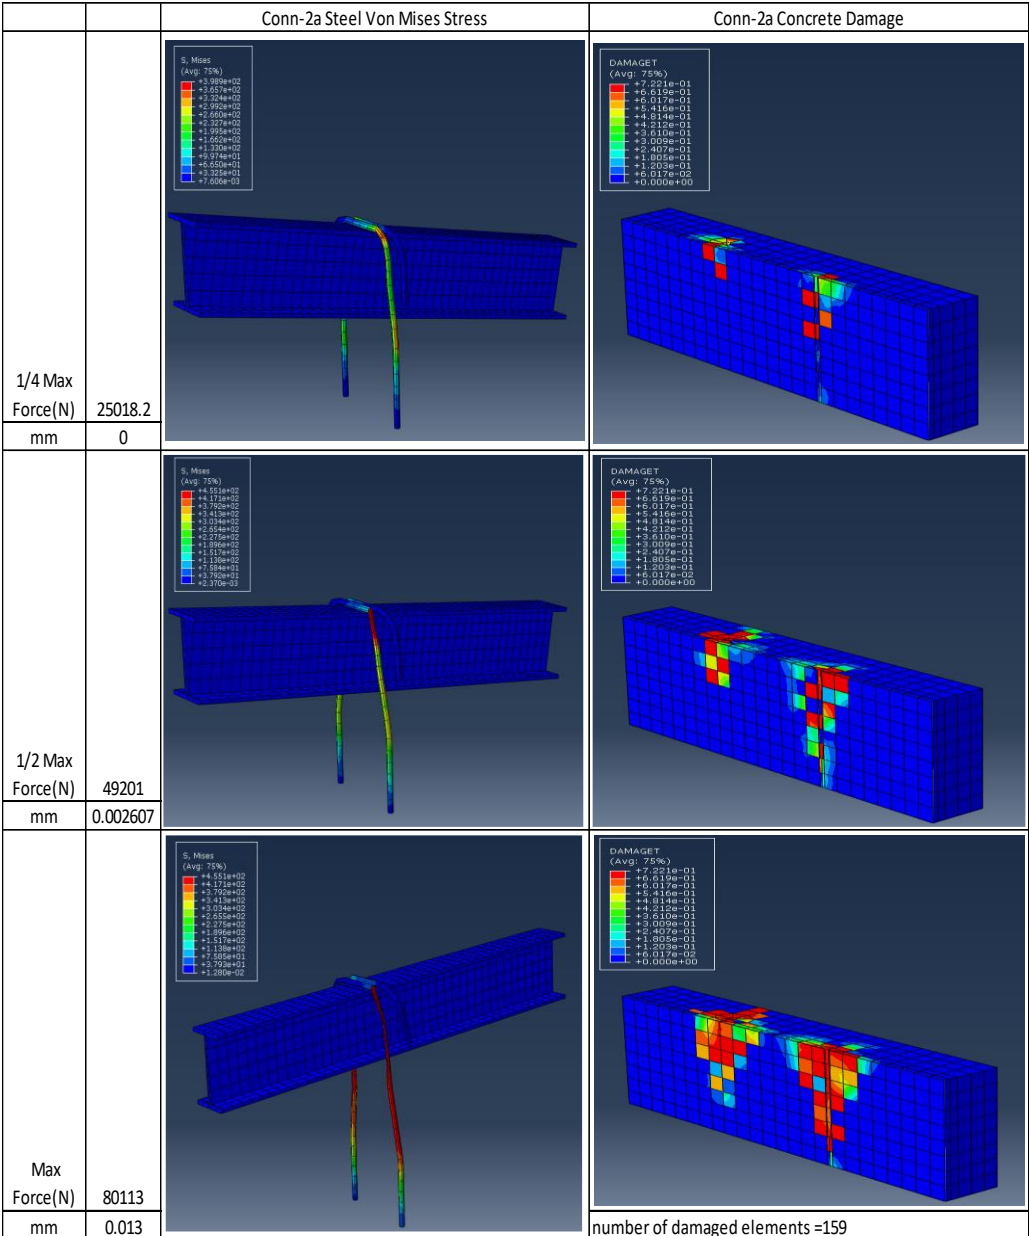 Conn-2a Steel Von Mises Stress
Conn-2a Concrete Damage
S, Mises
(Avg: 75%)
+3.989e+02
+3.657e+02
+3.324e+02
+2.992e+02
+2.660e+02
+2.327e+02
+1.995e+02
+1.662e+02
+1.330e+02
+9.974e+01
+6.650e+01
+3.325e+01
+7.606e-03
DAMAGET
(Avg: 75%)
+7.221e-01
+6.619e-01
+6.017e-01
+5.416e-01
+4.814e-01
+4.212e-01
+3.610e-01
+3.009e-01
+2.407e-01
+1.805e-01
+1.203e-01
+6.017e-02
+0.000e+00
1/4 Max
Force(N)
25018.2
mm
0
S, Mises
(Avg: 75%)
+4.551e+02
+4.171e+02
+3.792e+02
+3.413e+02
+3.034e+02
+2.654e+02
+2.275e+02
+1.896e+02
+1.517e+02
+1.138e+02
+7.584e+01
+3.792e+01
+2.370e-03
DAMAGET
(Avg: 75%)
+7.221e-01
+6.619e-01
+6.017e-01
+5.416e-01
+4.814e-01
+4.212e-01
+3.610e-01
+3.009e-01
+2.407e-01
+1.805e-01
+1.203e-01
+6.017e-02
+0.000e+00
1/2 Max
Force(N)
49201
mm
0.002607
S, Mises
(Avg: 75%)
+4.551e+02
+4.171e+02
+3.792e+02
+3.413e+02
+3.034e+02
+2.655e+02
+2.275e+02
+1.896e+02
+1.517e+02
+1.138e+02
+7.585e+01
+3.793e+01
+1.280e-02
DAMAGET
(Avg: 75%)
+7.221e-01
+6.619e-01
+6.017e-01
+5.416e-01
+4.814e-01
+4.212e-01
+3.610e-01
+3.009e-01
+2.407e-01
+1.805e-01
+1.203e-01
+6.017e-02
+0.000e+00
Max
Force(N)
80113
mm
0.013
number of damaged elements =159